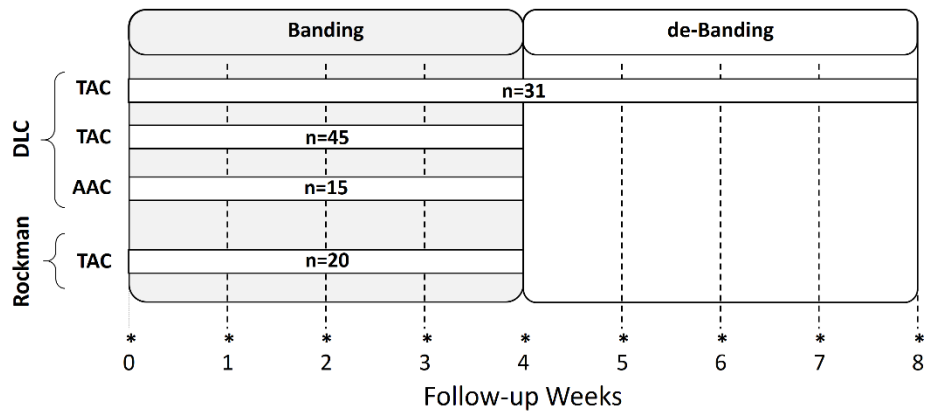 Banding de-Banding
DLC
TAC n=31
TAC n=45
AAC n=15
Rockman
TAC n=20
* * * * * * * * *
0 1 2 3 4 5 6 7 8
Follow-up Weeks